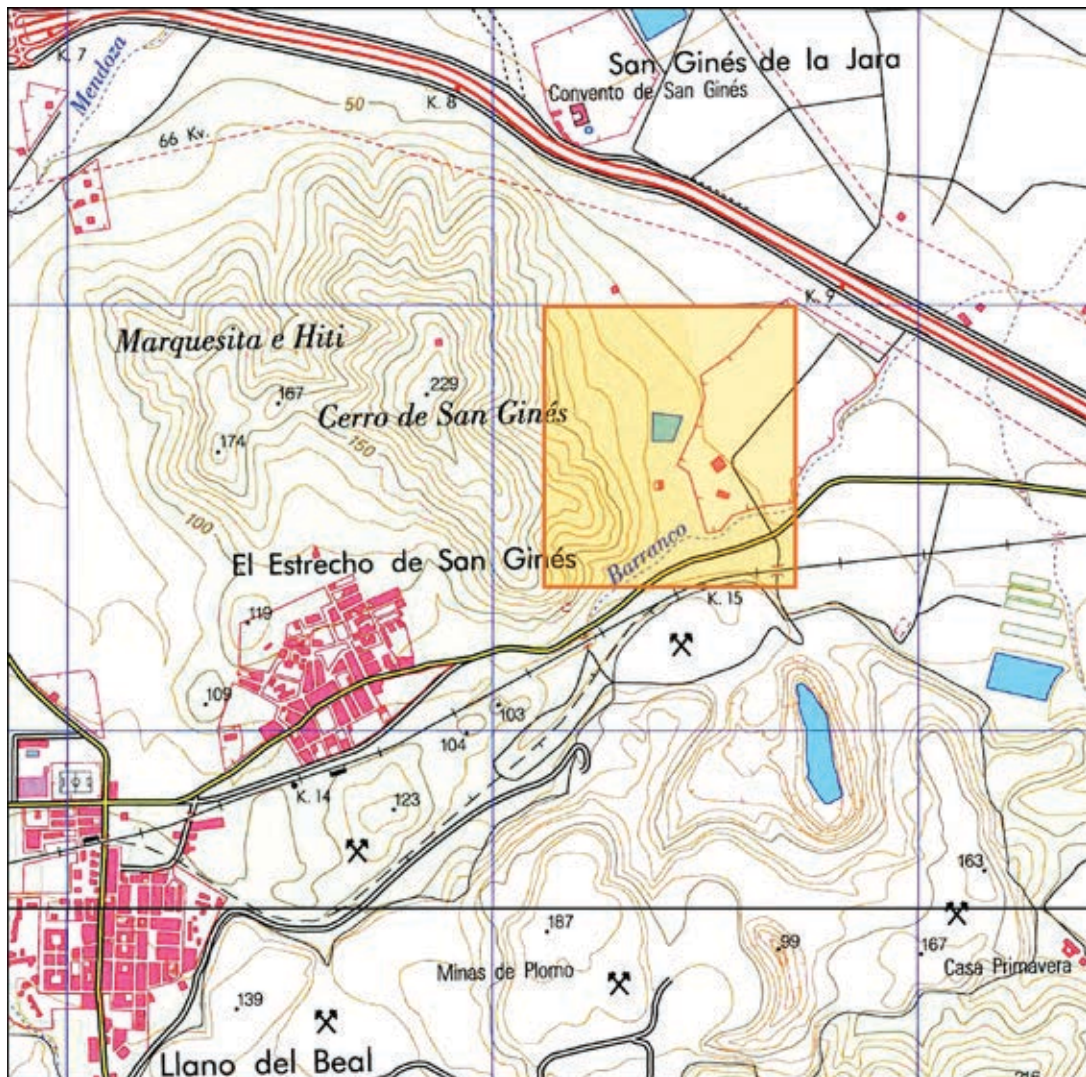 San Ginés de la Jara
K. 7
Mendoza
Convento de San Ginés
K. 8
50
66 Kv.
K. 9
Marquesita e Hiti
229
187
Cerro de San Ginés
174
150
100
Barranco
El Estrecho de San Ginés
K. 15
119
109
103
104
K. 14
123
163
187
99
167
Minas de Plomo
Casa Primavera
139
Llano del Beal
216